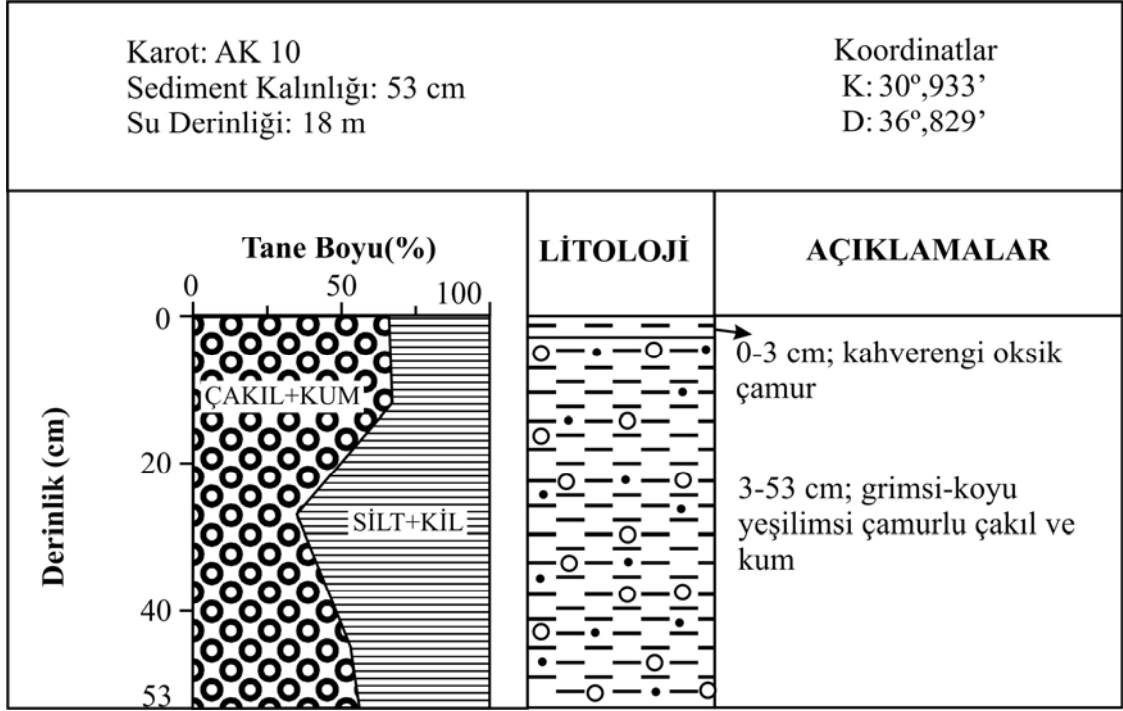 Karot: AK 10
Sediment Kalınlığı: 53 cm
Su Derinliği: 18 m
Koordinatlar
K: 30º,933’
D: 36º,829’
Tane Boyu(%)
LİTOLOJİ
AÇIKLAMALAR
0
50
100
0
20
40
53
Derinlik (cm)
ÇAKIL+KUM
SİLT+KİL
0-3 cm; kahverengi oksik
çamur
3-53 cm; grimsi-koyu
yeşilimsi çamurlu çakıl ve
kum